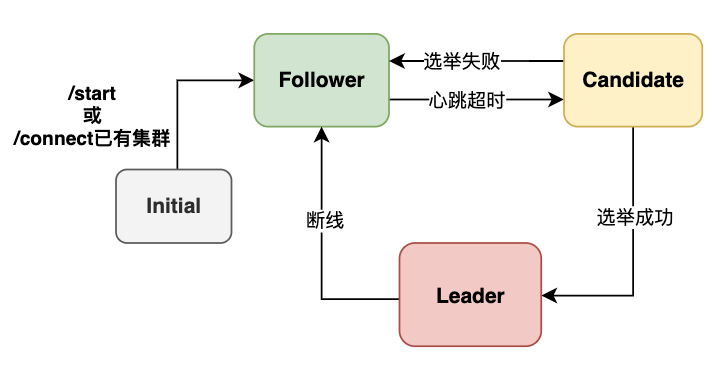 Follower
选举失败
Candidate
心跳超时
/start
或
/connect已有集群
Initial
断线
选举成功
Leader